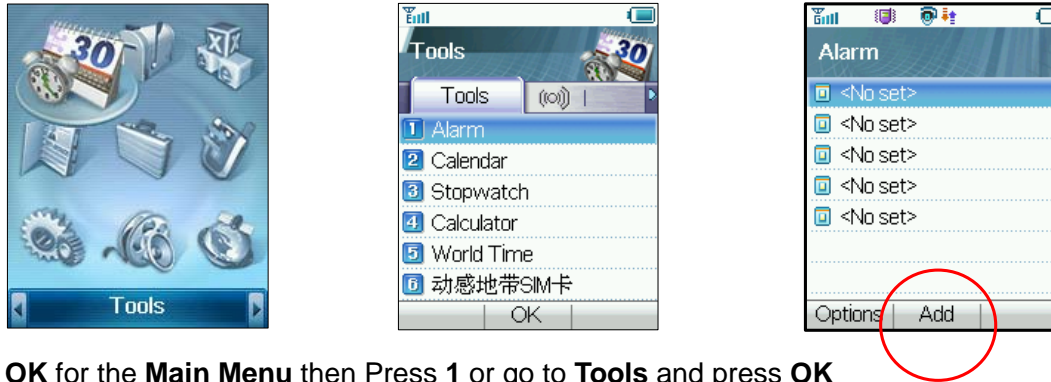 30
Tools
Tools
30
Tools
1 Alarm
2 Calendar
3 Stopwatch
4 Calculator
5 World Time
6 动感地带SIM卡
OK
Alarm
<No set>
<No set>
<No set>
<No set>
<No set>
Options Add
OK for the Main Menu then Press 1 or go to Tools and press OK